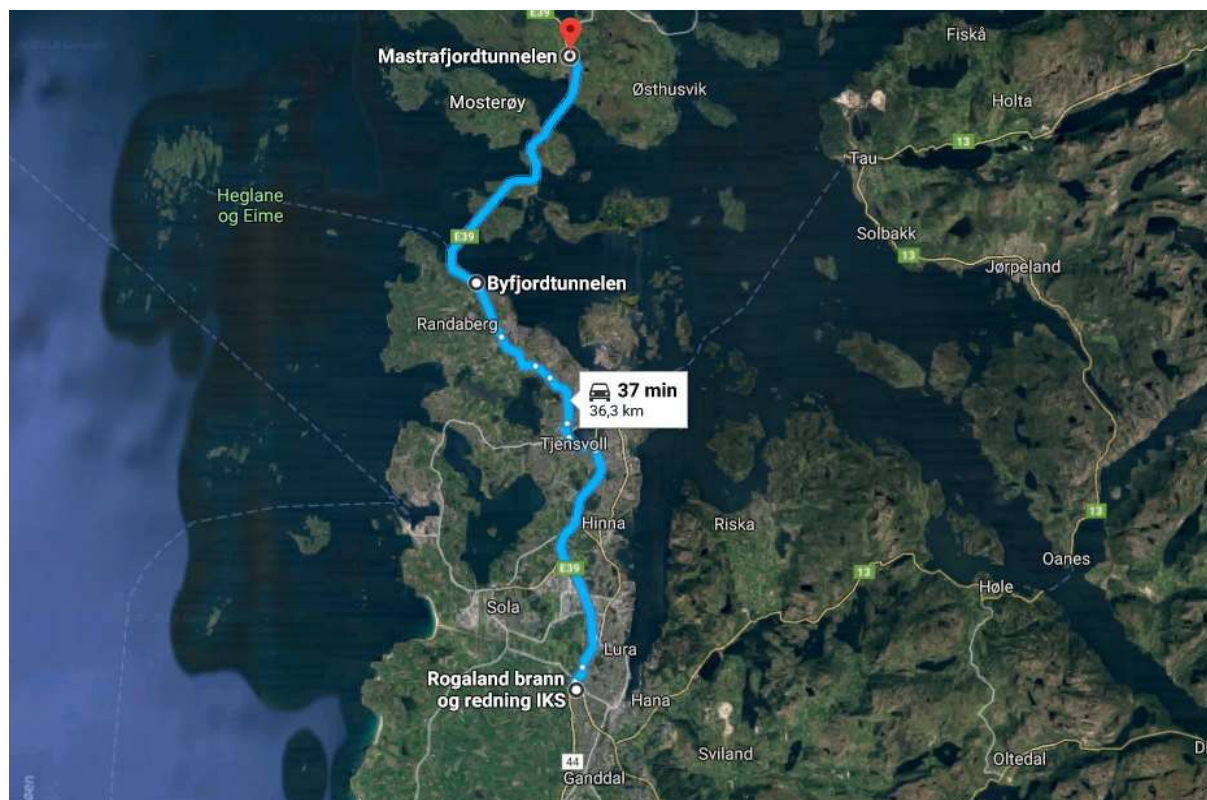 E39
Fiskå
Mastrafjordtunnelen
Østhusvik
Mosterøy
Holta
13
Tau
Heglane
og Eime
E39
Solbakk
13
Jørpeland
Byfjordtunnelen
Randaberg
37 min
36,3 km
Tjensvoll
Hinna
Riska
13
Oanes
E39
13
Høle
Sola
Lura
Rogaland brann
og redning IKS
Hana
Sviland
44
Oltedal
Ganddal